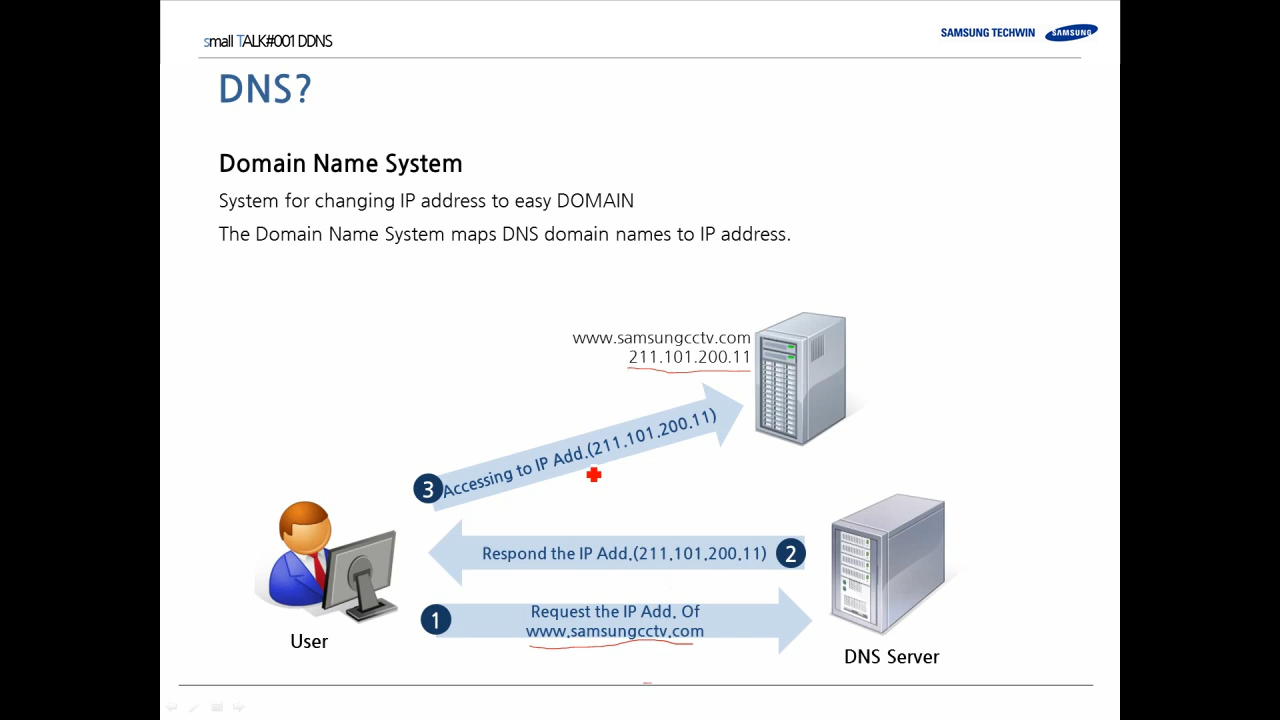 small TALK#001 DDNS
SAMSUNG TECHWIN
SAMSUNG
DNS?
Domain Name System
System for changing IP address to easy DOMAIN
The Domain Name System maps DNS domain names to IP address.
www.samsungcctv.com
211.101.200.11
3 Accessing to IP Add.(211.101.200.11)
Respond the IP Add.(211.101.200.11) 2
1 Request the IP Add. Of
www.samsungcctv.com
User
DNS Server